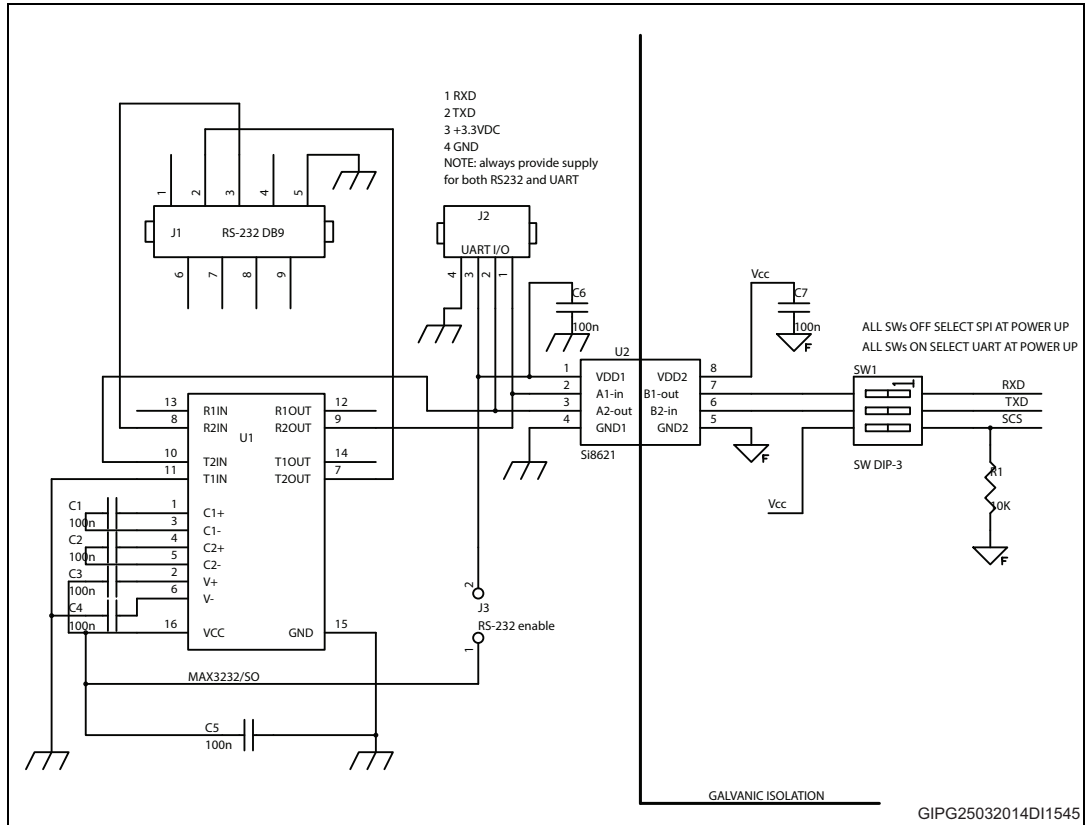 1 RXD
2 TXD
3 +3.3VDC
4 GND
NOTE: always provide supply
for both RS232 and UART
1
2
3
4
5
J1 RS-232 DB9
6
7
8
9
J2
UART I/O
4
3
2
1
C6
100n
Vcc
C7
100n
F
ALL SWs OFF SELECT SPI AT POWER UP
ALL SWs ON SELECT UART AT POWER UP
U2
1 VDD1 VDD2 8
2 A1-in B1-out 7
3 A2-out B2-in 6
4 GND1 GND2 5
Si8621
F
SW1
1
RXD
TXD
SCS
SW DIP-3
Vcc
R1
10K
F
13 R1IN R1OUT 12
8 R2IN R2OUT 9
U1
10 T2IN T1OUT 14
11 T1IN T2OUT 7
C1
100n
1 C1+
3 C1-
C2
100n
4 C2+
5 C2-
C3
100n
2 V+
6 V-
C4
100n
16 VCC GND 15
MAX3232/SO
2
J3
RS-232 enable
1
C5
100n
GALVANIC ISOLATION
GIPG25032014DI1545